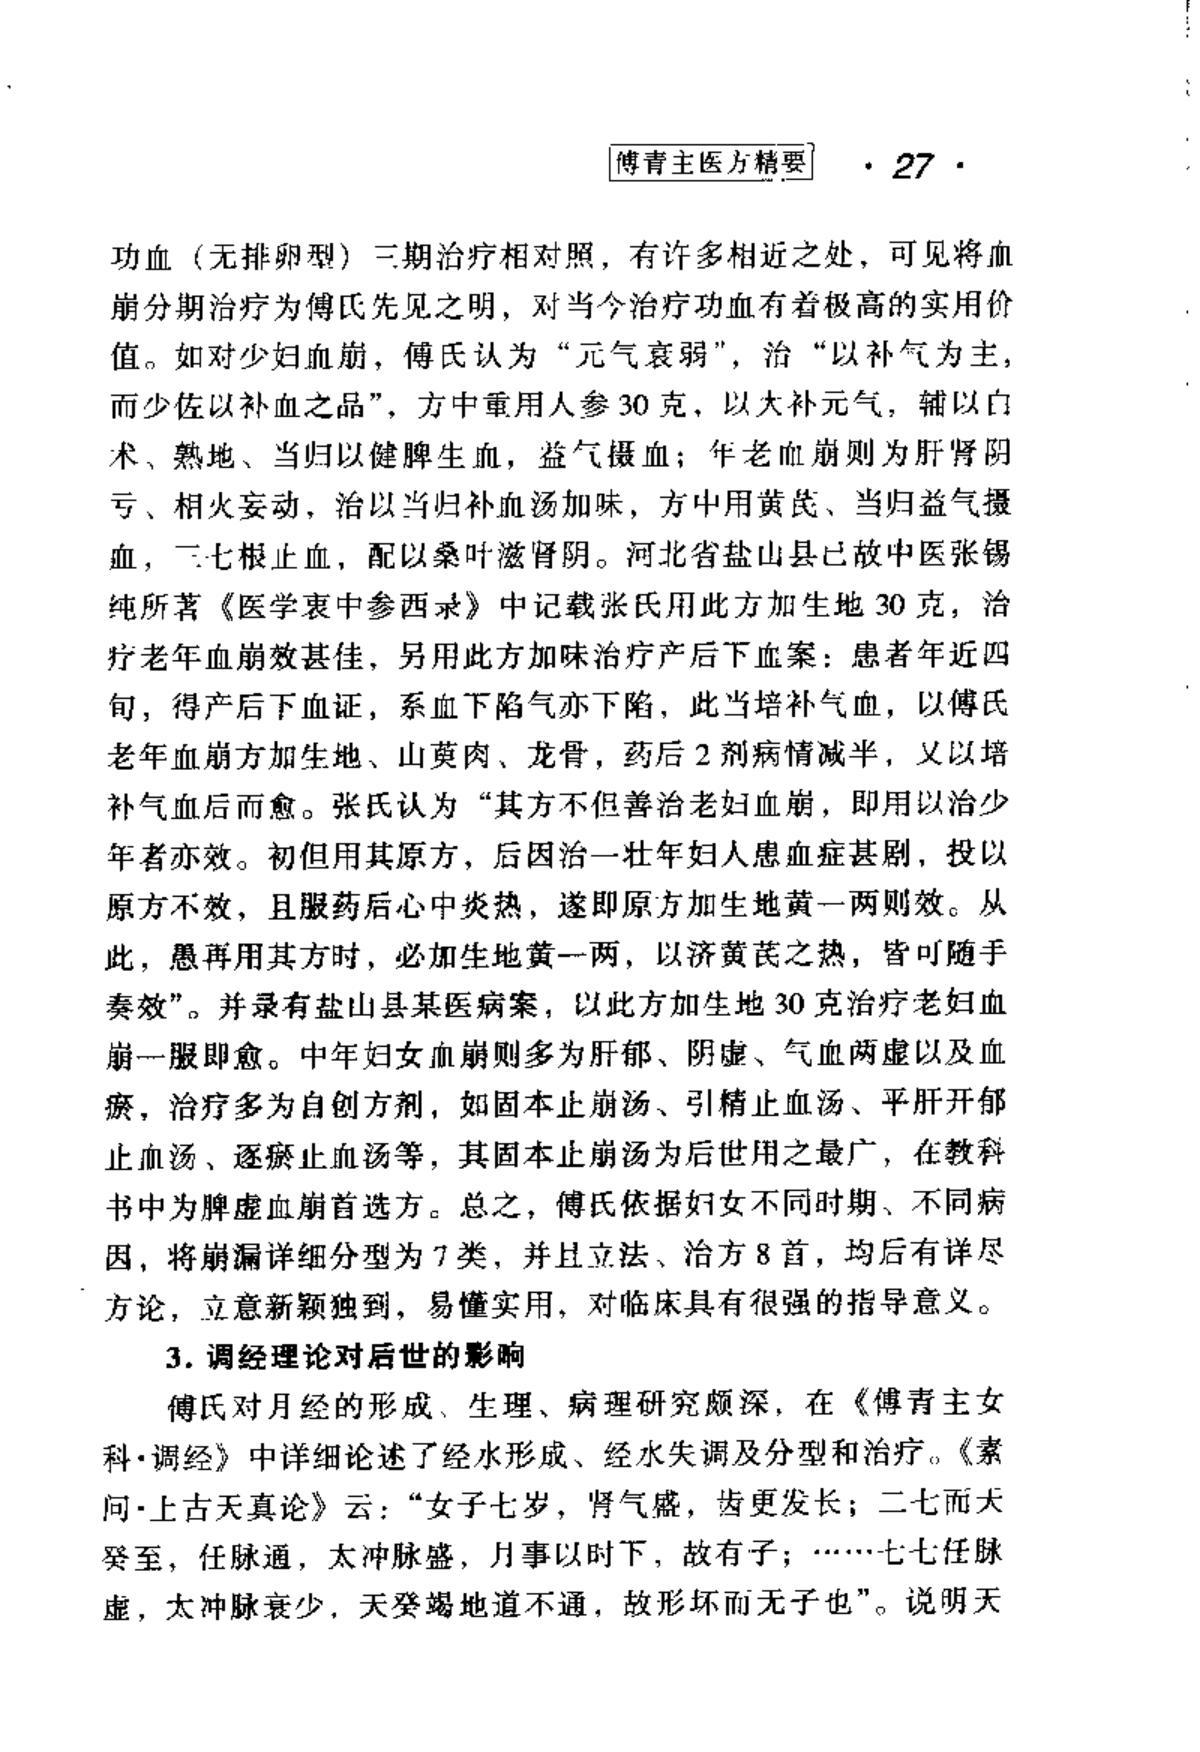 傅青主医方精要 · 27 ·
功血（无排卵型）三期治疗相对照，有许多相近之处，可见将血
崩分期治疗为傅氏先见之明，对当今治疗功血有着极高的实用价
值。如对少妇血崩，傅氏认为“元气衰弱”，治“以补气为主，
而少佐以补血之品”，方中重用人参 30 克，以大补元气，辅以白
术、熟地、当归以健脾生血，益气摄血；年老血崩则为肝肾阴
亏、相火妄动，治以当归补血汤加味，方中用黄芪、当归益气摄
血，三七根止血，配以桑叶滋肾阴。河北省盐山县已故中医张锡
纯所著《医学衷中参西录》中记载张氏用此方加生地 30 克，治
疗老年血崩效甚佳，另用此方加味治疗产后下血案：患者年近四
旬，得产后下血证，系血下陷气亦下陷，此当培补气血，以傅氏
老年血崩方加生地、山萸肉、龙骨，药后 2 剂病情减半，又以培
补气血后而愈。张氏认为“其方不但善治老妇血崩，即用以治少
年者亦效。初但用其原方，后因治一壮年妇人患血症甚剧，投以
原方不效，且服药后心中炎热，遂即原方加生地黄一两则效。从
此，愚再用其方时，必加生地黄一两，以济黄芪之热，皆可随手
奏效”。并录有盐山县某医病案，以此方加生地 30 克治疗老妇血
崩一服即愈。中年妇女血崩则多为肝郁、阴虚、气血两虚以及血
瘀，治疗多为自创方剂，如固本止崩汤、引精止血汤、平肝开郁
止血汤、逐瘀止血汤等，其固本止崩汤为后世用之最广，在教科
书中为脾虚血崩首选方。总之，傅氏依据妇女不同时期、不同病
因，将崩漏详细分型为 7 类，并且立法、治方 8 首，均后有详尽
方论，立意新颖独到，易懂实用，对临床具有很强的指导意义。
3. 调经理论对后世的影响
傅氏对月经的形成、生理、病理研究颇深，在《傅青主女
科·调经》中详细论述了经水形成、经水失调及分型和治疗。《素
问·上古天真论》云：“女子七岁，肾气盛，齿更发长；二七而天
癸至，任脉通，太冲脉盛，月事以时下，故有子；……七七任脉
虚，太冲脉衰少，天癸竭地道不通，故形坏而无子也”。说明天